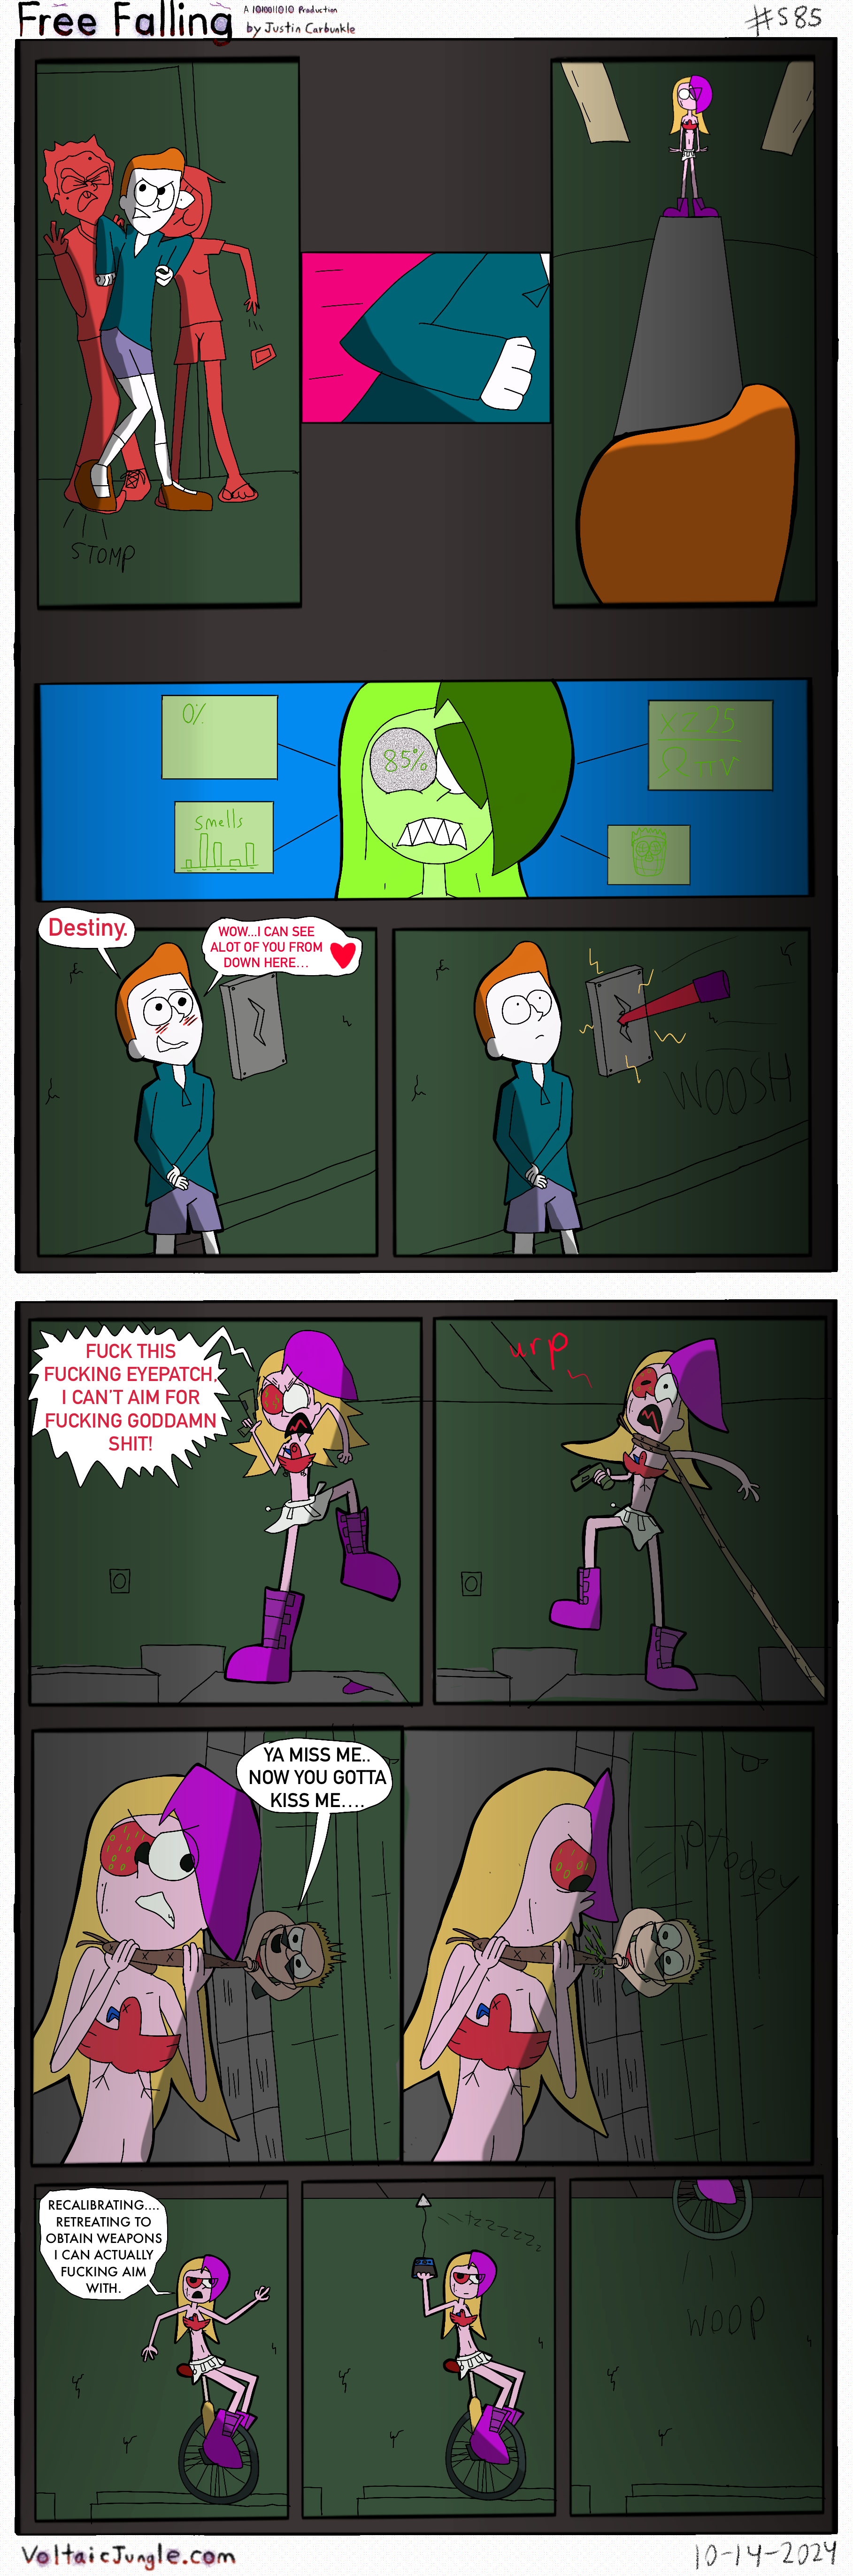 Free Falling
A 1010011010 Production
by Justin Carbunkle
#585
STOMP
0%
85%
x≥25
Smells
Destiny.
WOW...I CAN SEE
ALOT OF YOU FROM
DOWN HERE...
WOOSH
FUCK THIS
FUCKING EYEPATCH,
I CAN'T AIM FOR
FUCKING GODDAMN
SHIT!
urp
YA MISS ME..
NOW YOU GOTTA
KISS ME....
ptooey
RECALIBRATING....
RETREATING TO
OBTAIN WEAPONS
I CAN ACTUALLY
FUCKING AIM
WITH.
WOOP
VoltaicJungle.com
10-14-2024